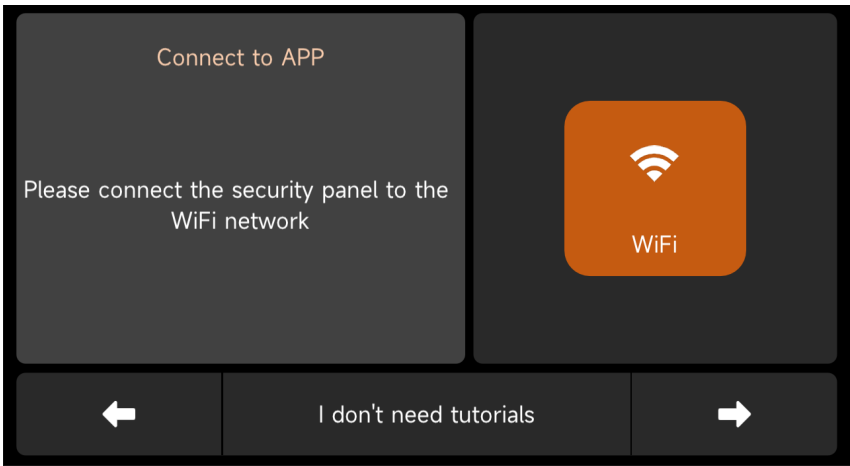 Connect to APP
Please connect the security panel to the
WiFi network
WiFi
I don't need tutorials